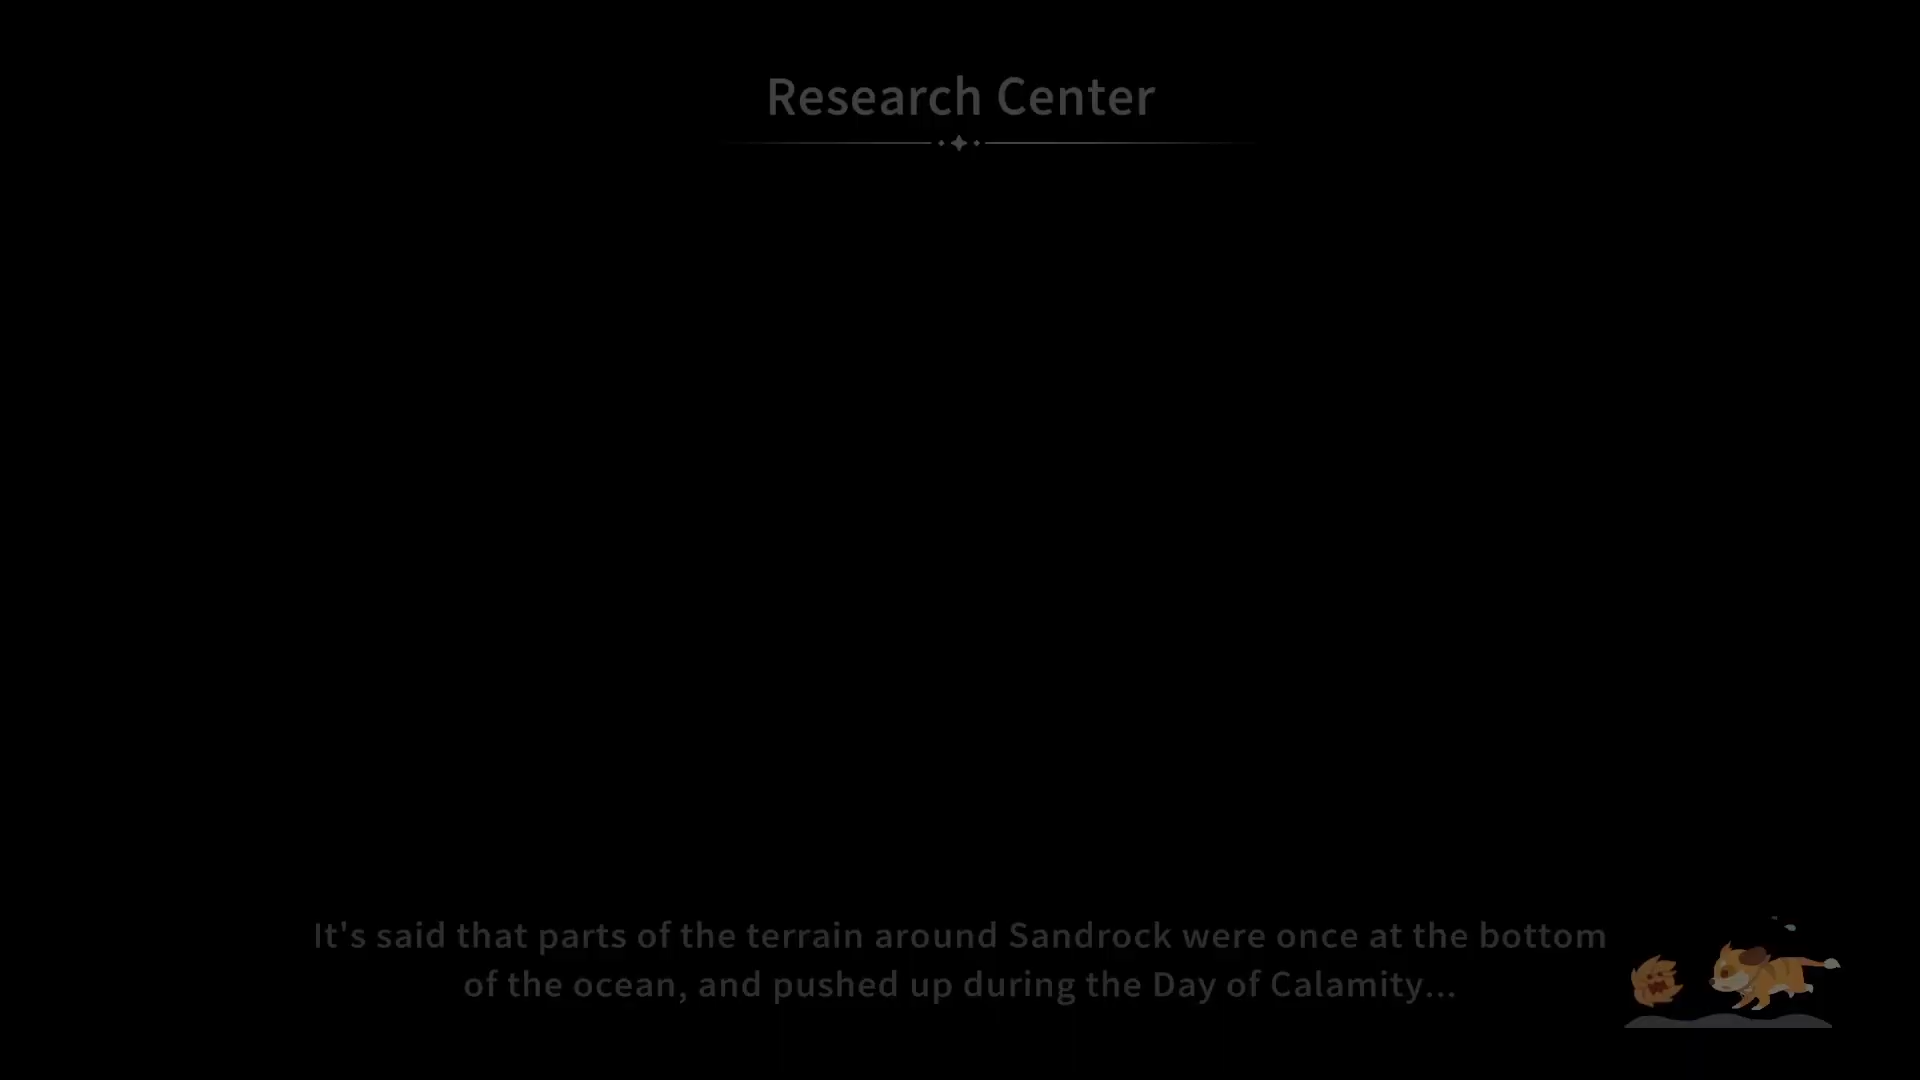 Research Center
It's said that parts of the terrain around Sandrock were once at the bottom
of the ocean, and pushed up during the Day of Calamity...